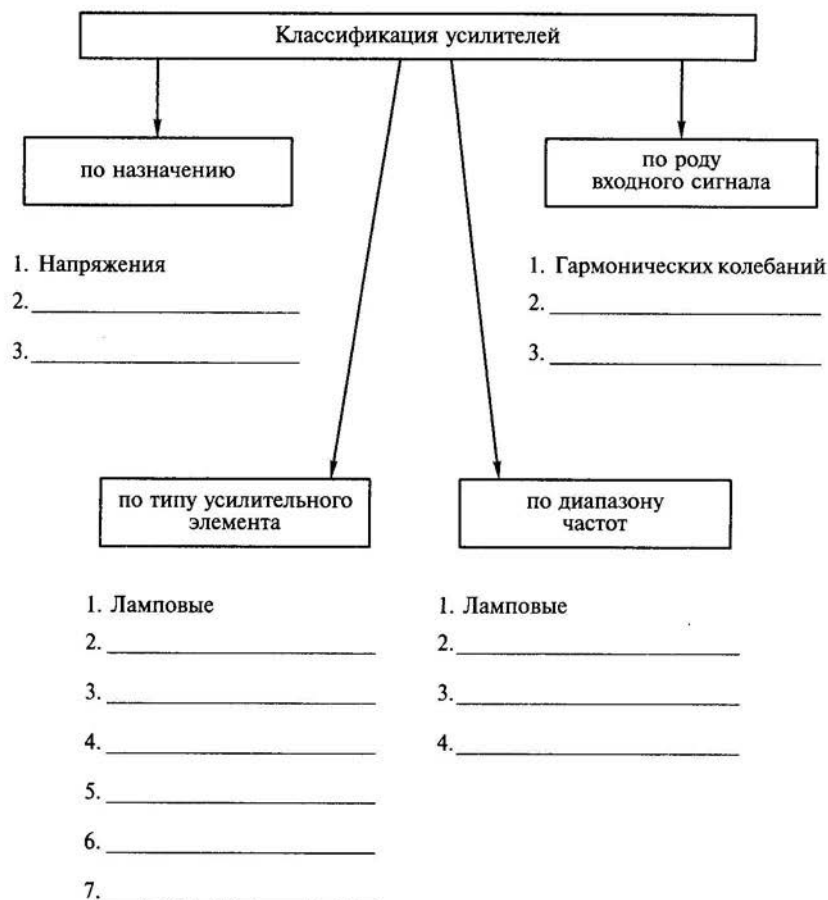 Классификация усилителей
по назначению
по роду
входного сигнала
1. Напряжения
2.
3.
1. Гармонических колебаний
2.
3.
по типу усилительного
элемента
по диапазону
частот
1. Ламповые
2.
3.
4.
5.
6.
7.
1. Ламповые
2.
3.
4.